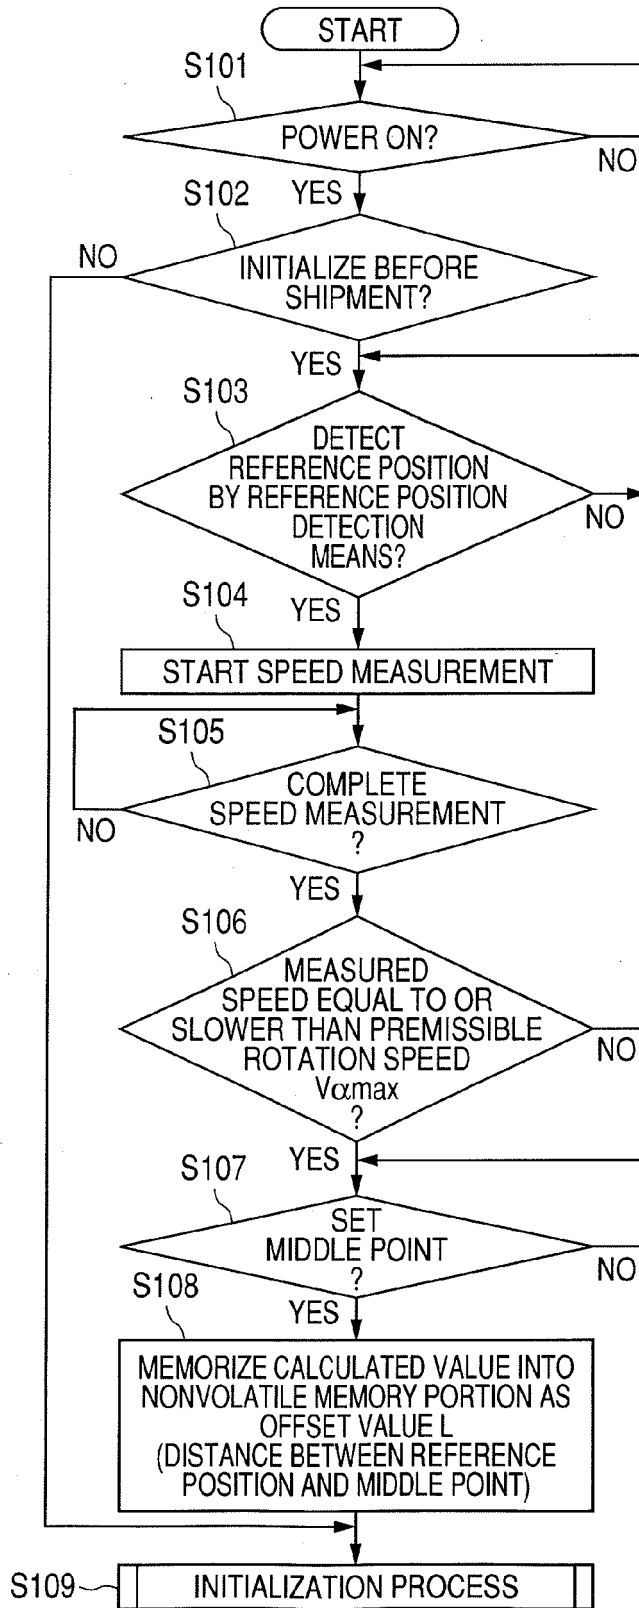 START
S101
POWER ON?
NO
YES
S102
NO
INITIALIZE BEFORE
SHIPMENT?
YES
S103
DETECT
REFERENCE POSITION
BY REFERENCE POSITION
DETECTION
MEANS?
NO
YES
S104
START SPEED MEASUREMENT
S105
COMPLETE
SPEED MEASUREMENT
?
NO
YES
S106
MEASURED
SPEED EQUAL TO OR
SLOWER THAN PREMISSIBLE
ROTATION SPEED
Vαmax
?
NO
YES
S107
SET
MIDDLE POINT
?
NO
YES
S108
MEMORIZE CALCULATED VALUE INTO
NONVOLATILE MEMORY PORTION AS
OFFSET VALUE L
(DISTANCE BETWEEN REFERENCE
POSITION AND MIDDLE POINT)
S109
INITIALIZATION PROCESS